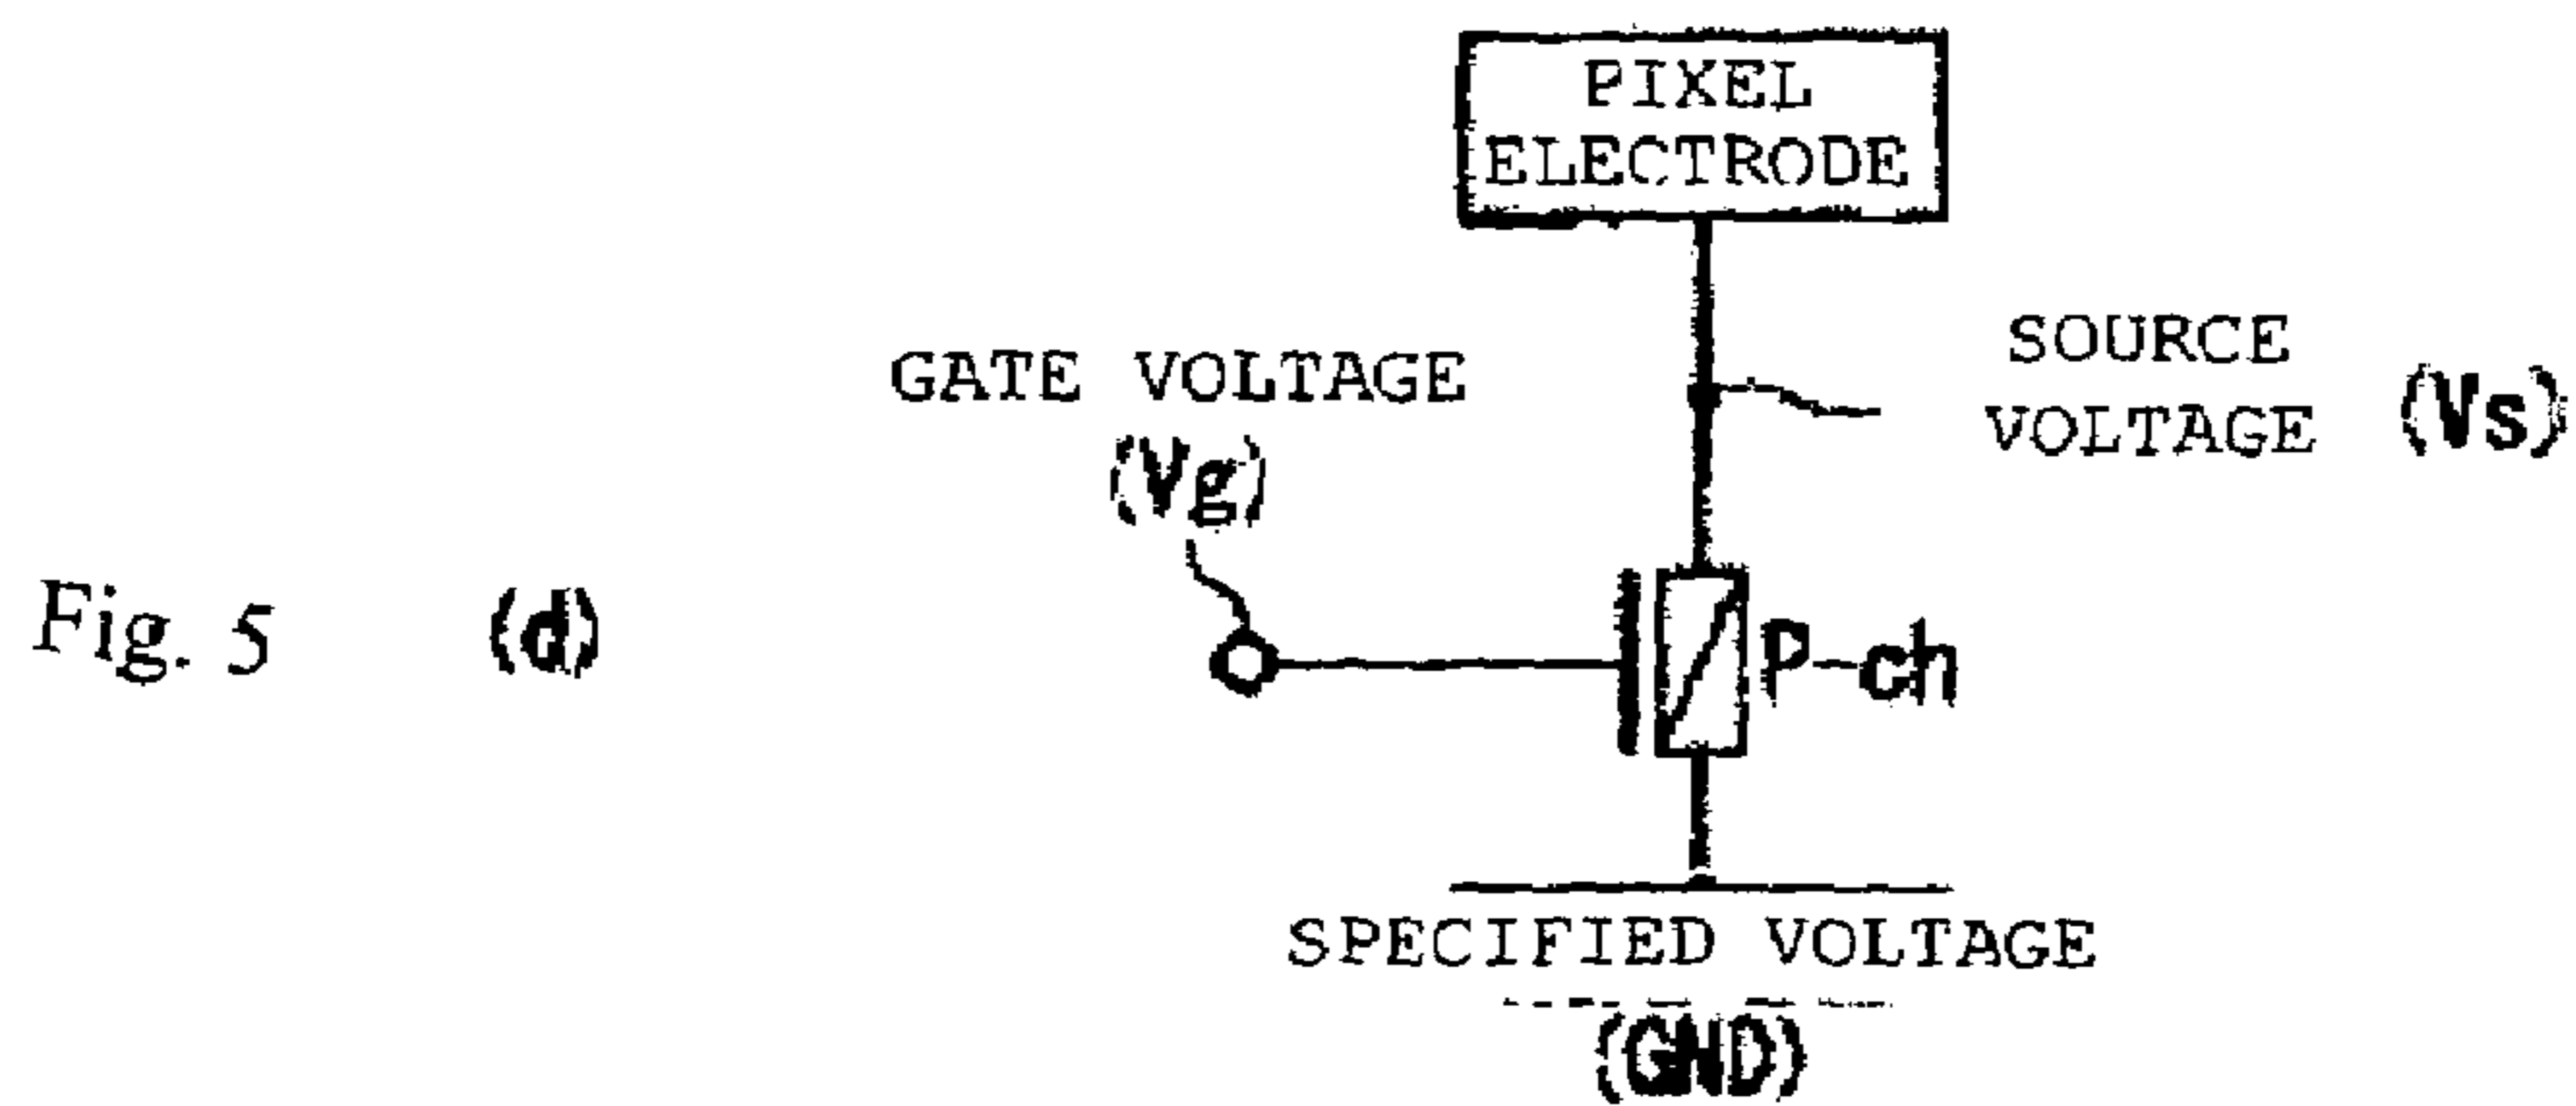 PIXEL
ELECTRODE
GATE VOLTAGE
(Vg)
SOURCE
VOLTAGE (Vs)
Fig. 5 (d)
P-ch
SPECIFIED VOLTAGE
(GND)